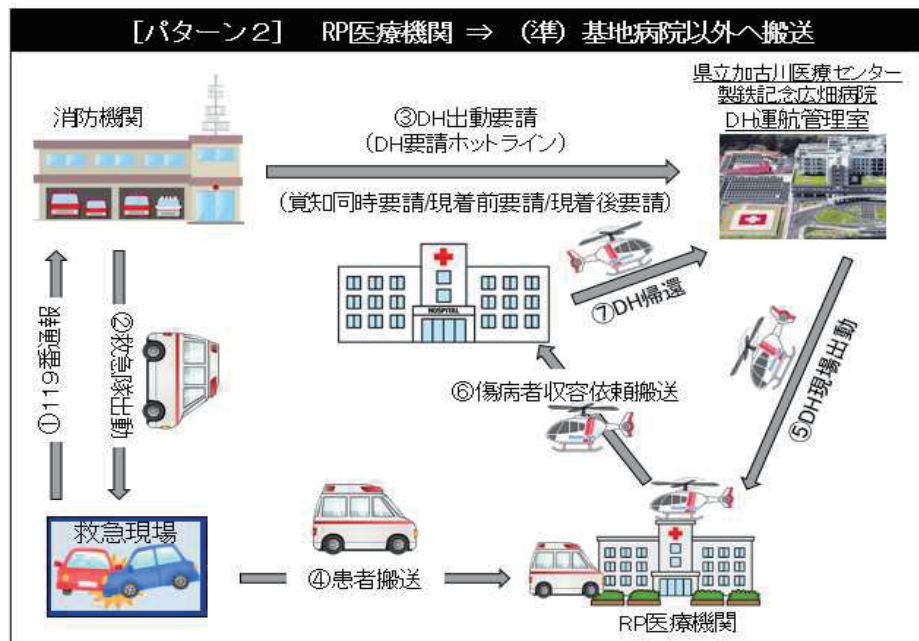 [パターン2] RP医療機関 ⇒ (準)基地病院以外へ搬送
県立加古川医療センター
製鉄記念広畑病院
DH運航管理室
消防機関
③DH出動要請
(DH要請ホットライン)
(覚知同時要請/現着前要請/現着後要請)
HOSPITAL
⑦DH帰還
①119番通報
②救急隊出動
⑥傷病者収容依頼搬送
⑤DH現場出動
救急現場
④患者搬送
RP医療機関